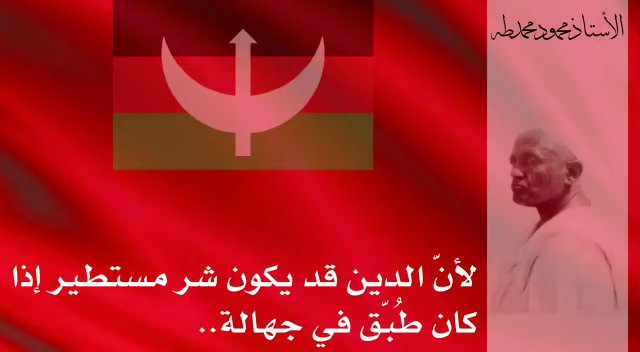 الأستاذ محمود محمد طه
لأنّ الدين قد يكون شر مستطير إذا
كان طُبّق في جهالة..